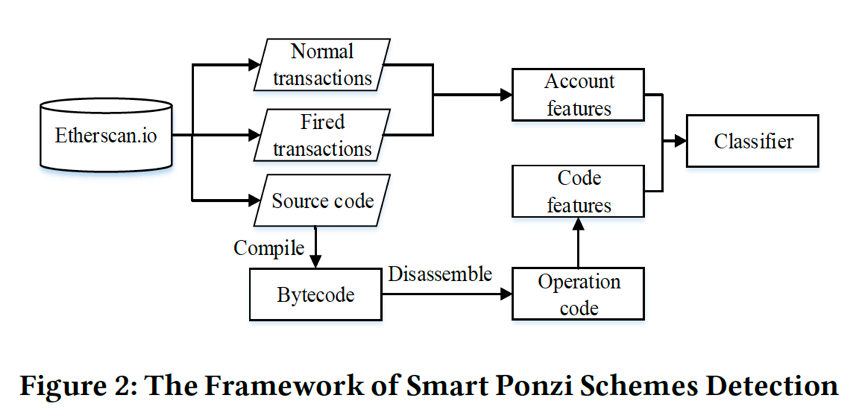 Normal
transactions
Etherscan.io
Fired
transactions
Source code
Compile
Bytecode
Disassemble
Operation
code
Code
features
Account
features
Classifier
Figure 2: The Framework of Smart Ponzi Schemes Detection